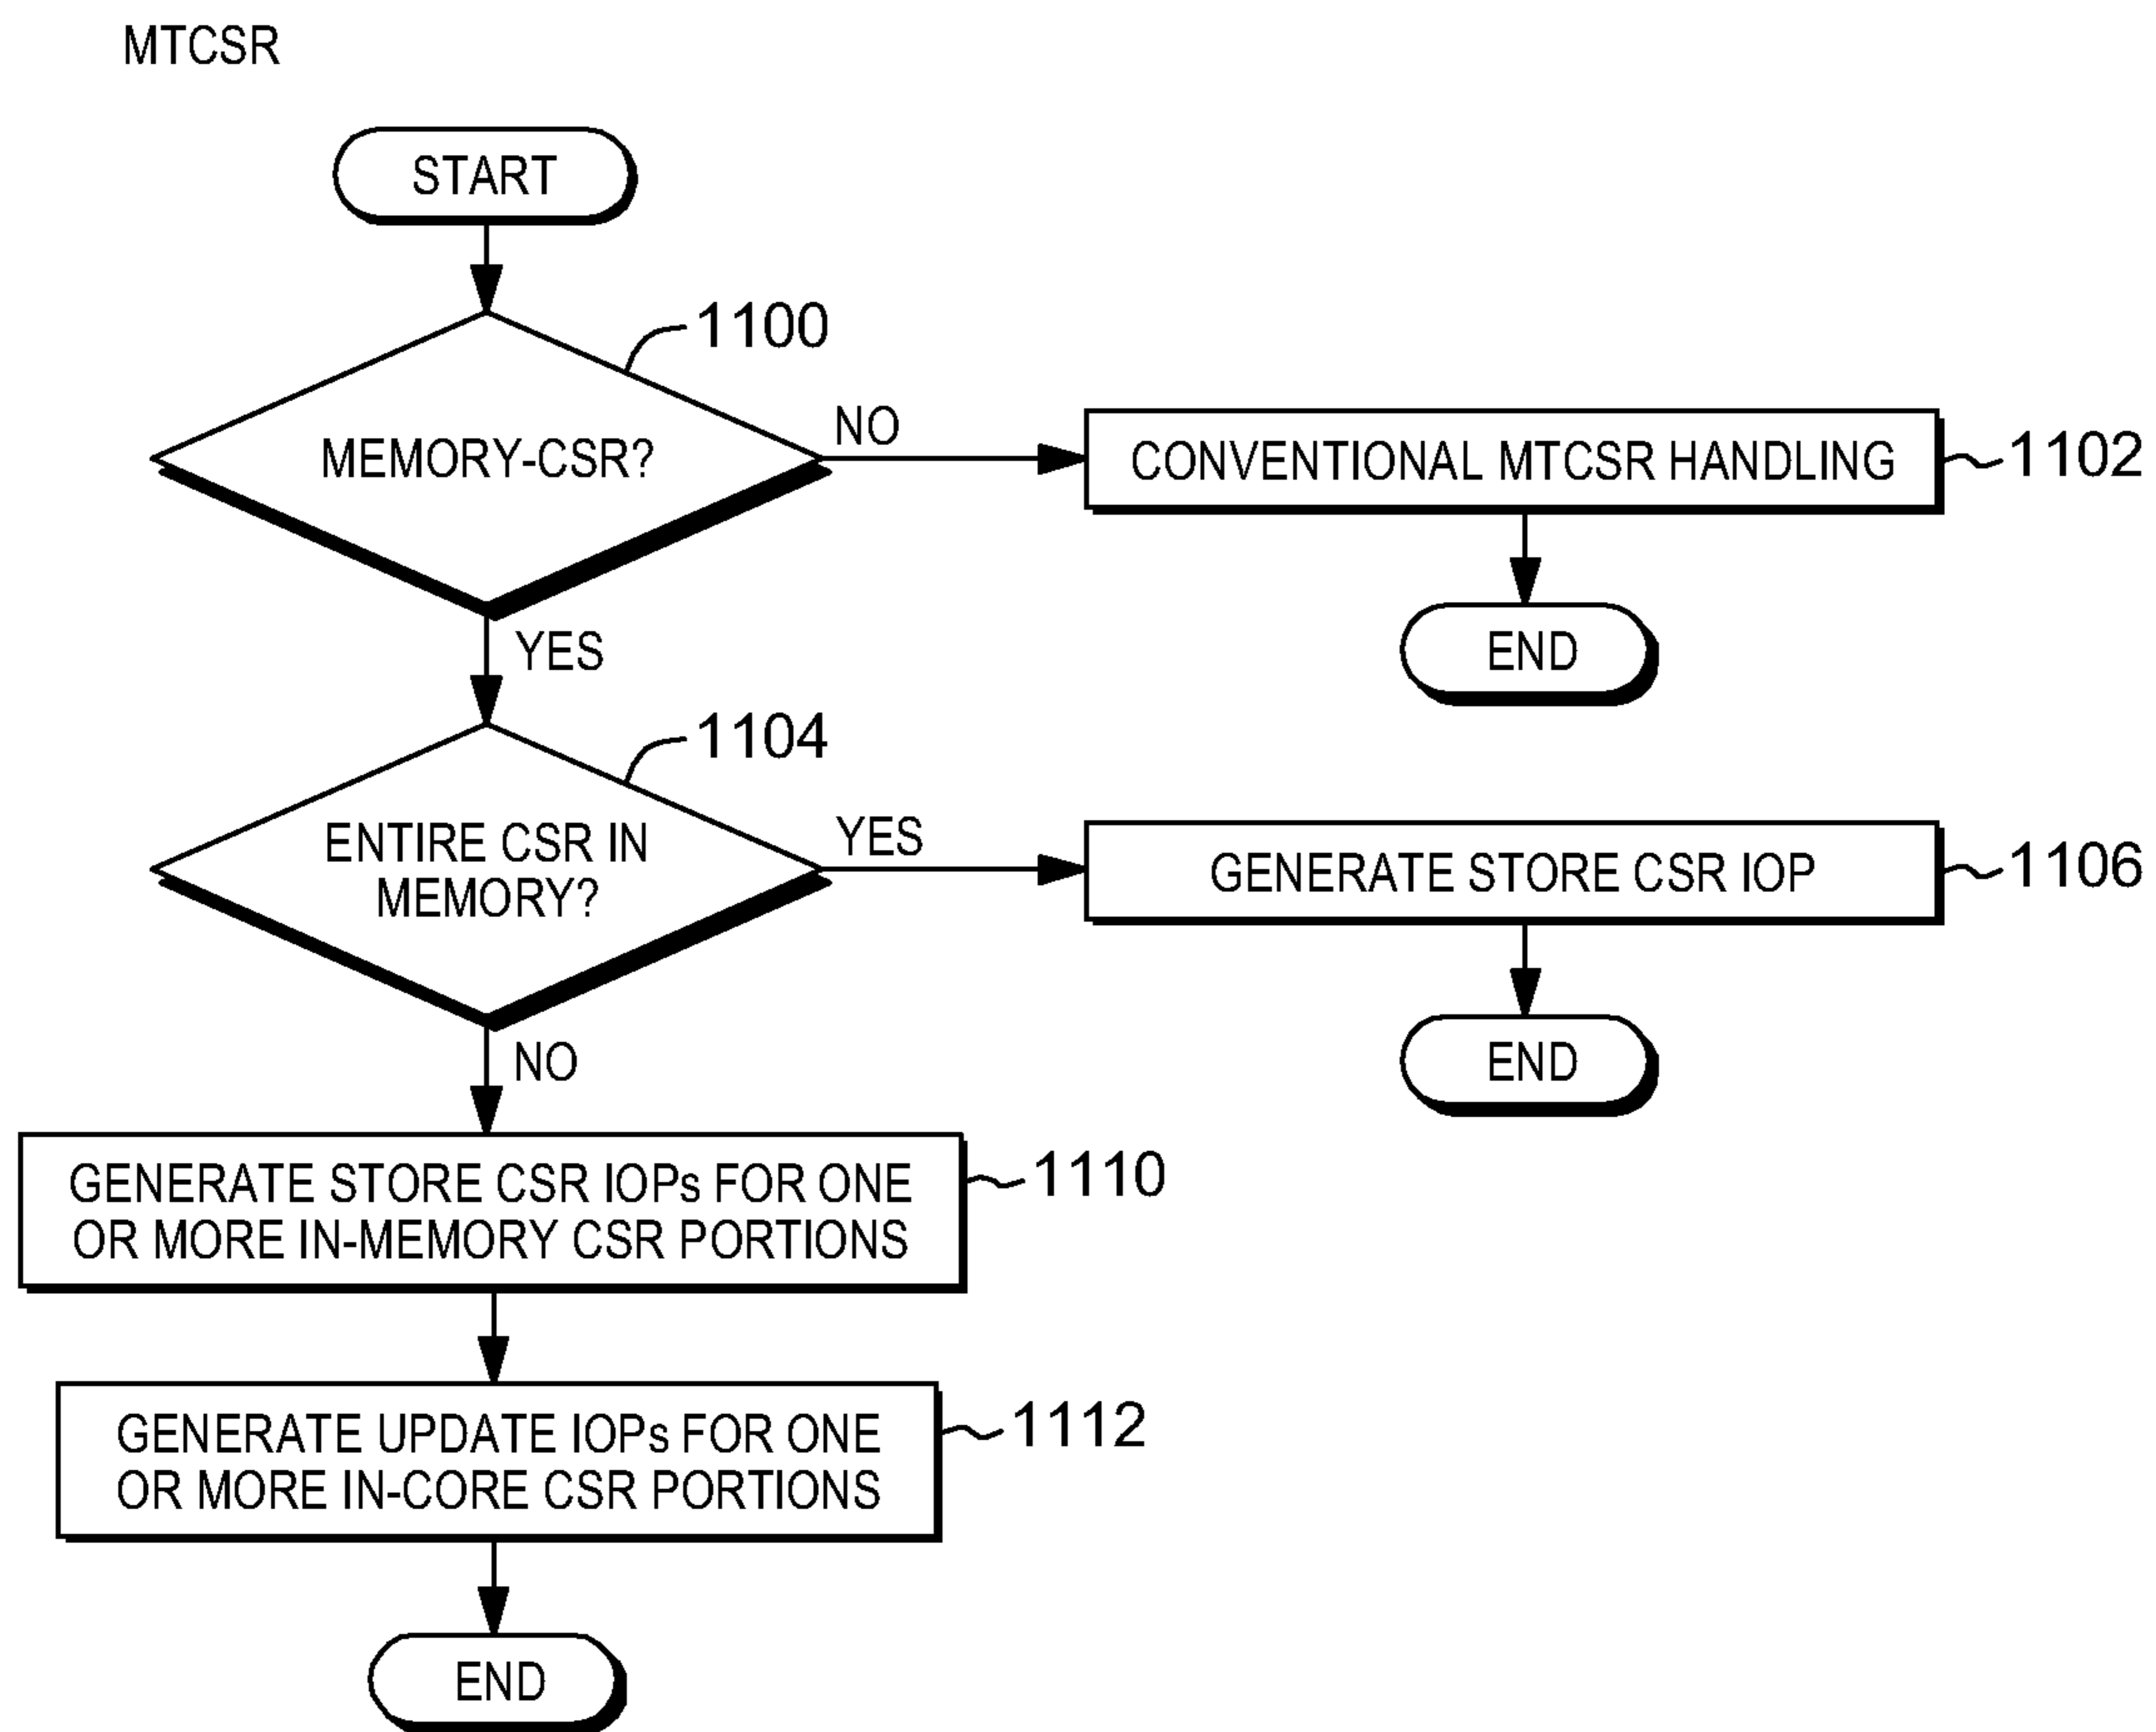 MTCSR
START
1100
MEMORY-CSR?
NO
CONVENTIONAL MTCSR HANDLING
1102
END
YES
1104
ENTIRE CSR IN
MEMORY?
YES
GENERATE STORE CSR IOP
1106
END
NO
GENERATE STORE CSR IOPs FOR ONE
OR MORE IN-MEMORY CSR PORTIONS
1110
GENERATE UPDATE IOPs FOR ONE
OR MORE IN-CORE CSR PORTIONS
1112
END